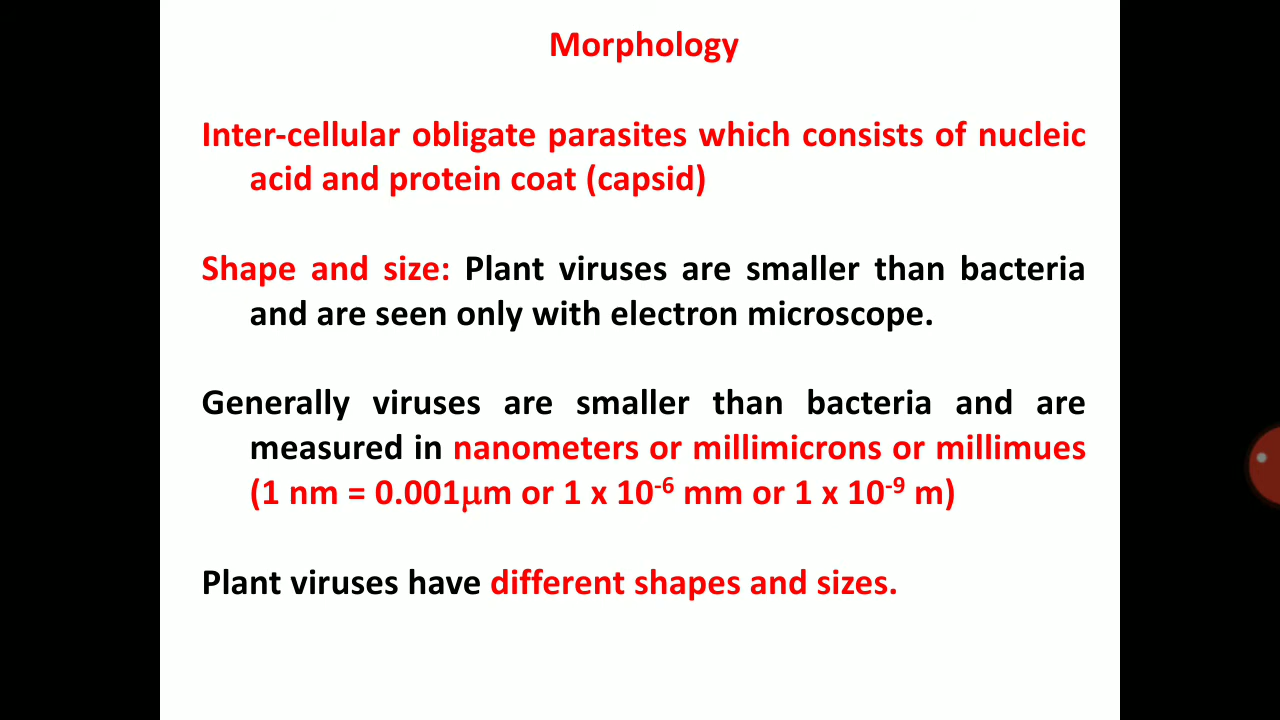 Morphology
Inter-cellular obligate parasites which consists of nucleic
acid and protein coat (capsid)
Shape and size: Plant viruses are smaller than bacteria
and are seen only with electron microscope.
Generally viruses are smaller than bacteria and are
measured in nanometers or millimicrons or millimues
(1 nm = 0.001µm or 1 x 10⁻⁶ mm or 1 x 10⁻⁹ m)
Plant viruses have different shapes and sizes.